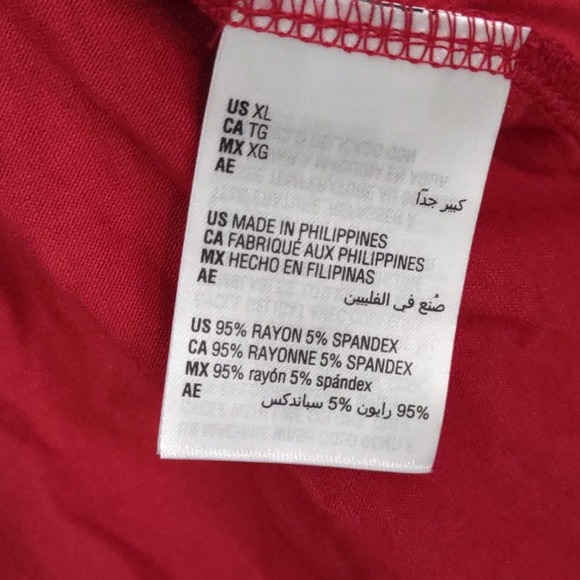 US XL
CA TG
MX XG
AE
كبير جدًا
US MADE IN PHILIPPINES
CA FABRIQUÉ AUX PHILIPPINES
MX HECHO EN FILIPINAS
AE
صُنع في الفليبين
US 95% RAYON 5% SPANDEX
CA 95% RAYONNE 5% SPANDEX
MX 95% rayón 5% spándex
AE 95% رايون 5% سباندكس